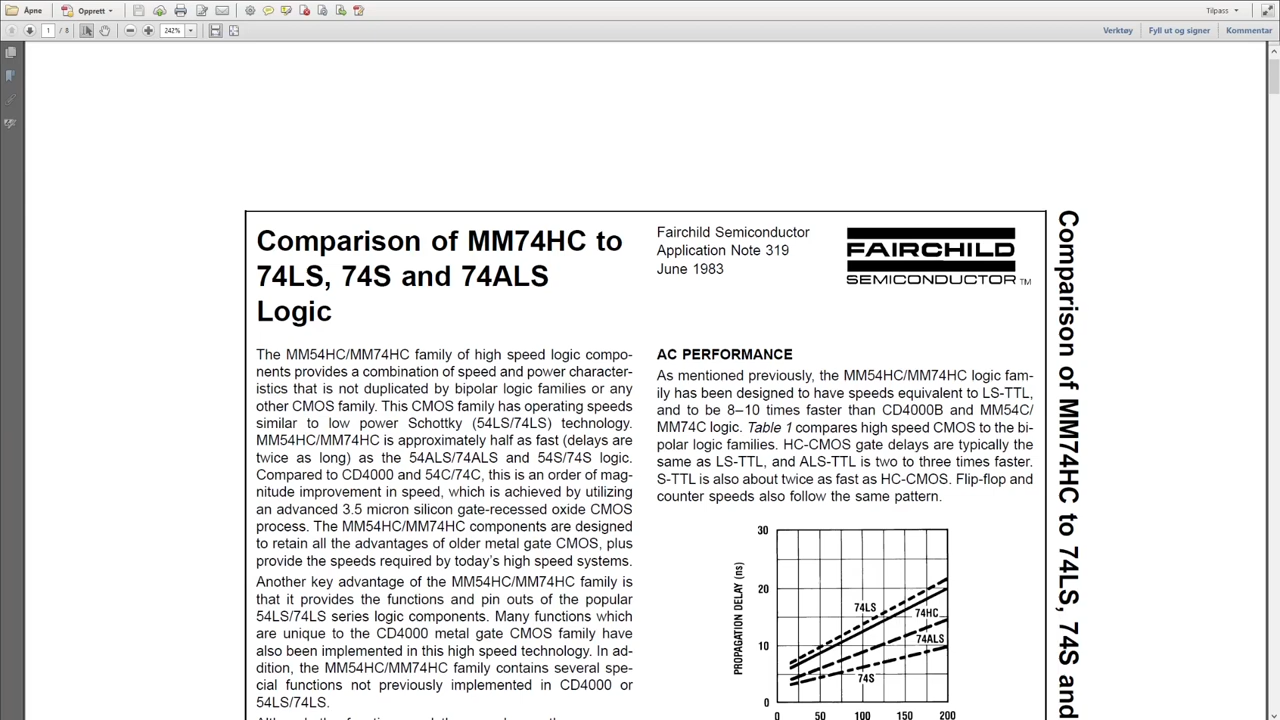 Åpne
Opprett
Tilpass
1 / 8
242%
Verktøy
Fyll ut og signer
Kommentar
Comparison of MM74HC to
74LS, 74S and 74ALS
Logic
Fairchild Semiconductor
Application Note 319
June 1983
FAIRCHILD
SEMICONDUCTOR™
The MM54HC/MM74HC family of high speed logic compo-
nents provides a combination of speed and power character-
istics that is not duplicated by bipolar logic families or any
other CMOS family. This CMOS family has operating speeds
similar to low power Schottky (54LS/74LS) technology.
MM54HC/MM74HC is approximately half as fast (delays are
twice as long) as the 54ALS/74ALS and 54S/74S logic.
Compared to CD4000 and 54C/74C, this is an order of mag-
nitude improvement in speed, which is achieved by utilizing
an advanced 3.5 micron silicon gate-recessed oxide CMOS
process. The MM54HC/MM74HC components are designed
to retain all the advantages of older metal gate CMOS, plus
provide the speeds required by today's high speed systems.
Another key advantage of the MM54HC/MM74HC family is
that it provides the functions and pin outs of the popular
54LS/74LS series logic components. Many functions which
are unique to the CD4000 metal gate CMOS family have
also been implemented in this high speed technology. In ad-
dition, the MM54HC/MM74HC family contains several spe-
cial functions not previously implemented in CD4000 or
54LS/74LS.
AC PERFORMANCE
As mentioned previously, the MM54HC/MM74HC logic fam-
ily has been designed to have speeds equivalent to LS-TTL,
and to be 8–10 times faster than CD4000B and MM54C/
MM74C logic. Table 1 compares high speed CMOS to the bi-
polar logic families. HC-CMOS gate delays are typically the
same as LS-TTL, and ALS-TTL is two to three times faster.
S-TTL is also about twice as fast as HC-CMOS. Flip-flop and
counter speeds also follow the same pattern.
PROPAGATION DELAY (ns)
30
20
10
0
74LS
74HC
74ALS
74S
0 50 100 150 200
Comparison of MM74HC to 74LS, 74S and